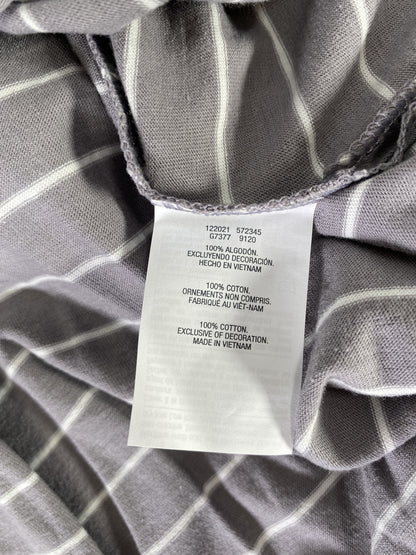 122021 572345
G7377 9120
100% ALGODÓN.
EXCLUYENDO DECORACIÓN.
HECHO EN VIETNAM
100% COTON.
ORNEMENTS NON COMPRIS.
FABRIQUÉ AU VIÊT-NAM
100% COTTON.
EXCLUSIVE OF DECORATION.
MADE IN VIETNAM